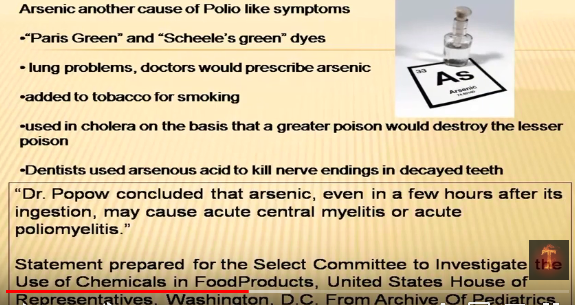 Arsenic another cause of Polio like symptoms
•“Paris Green” and “Scheele’s green” dyes
• lung problems, doctors would prescribe arsenic
•added to tobacco for smoking
•used in cholera on the basis that a greater poison would destroy the lesser
poison
•Dentists used arsenous acid to kill nerve endings in decayed teeth
33
As
Arsenic
“Dr. Popow concluded that arsenic, even in a few hours after its
ingestion, may cause acute central myelitis or acute
poliomyelitis.”
Statement prepared for the Select Committee to Investigate the
Use of Chemicals in FoodProducts, United States House of
Representatives, Washington, D.C. From Archive Of Pediatrics,